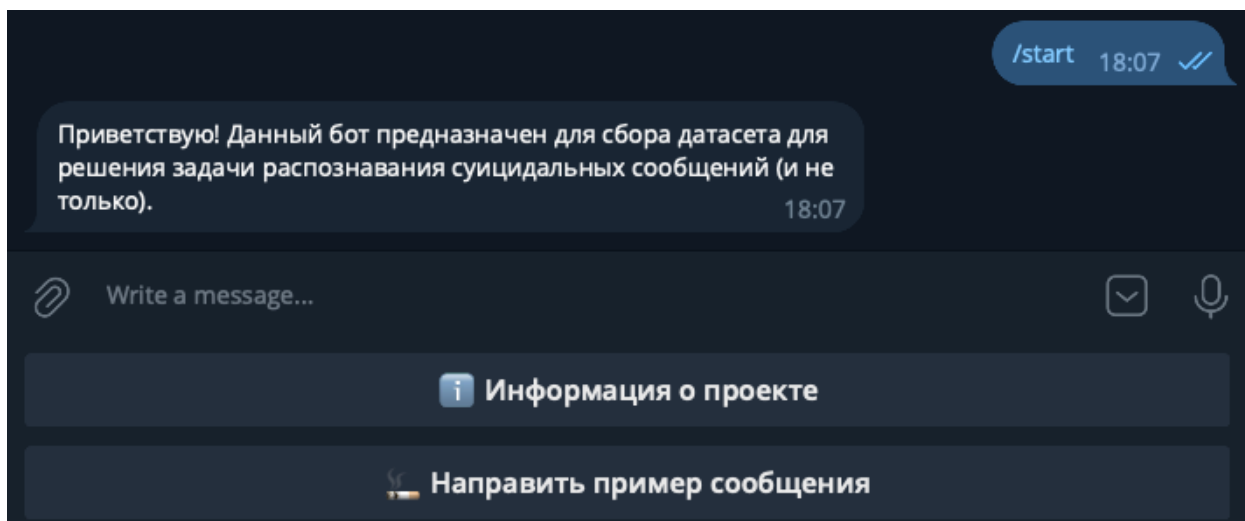 /start 18:07
Приветствую! Данный бот предназначен для сбора датасета для
решения задачи распознавания суицидальных сообщений (и не
только).
18:07
Write a message...
Информация о проекте
Направить пример сообщения